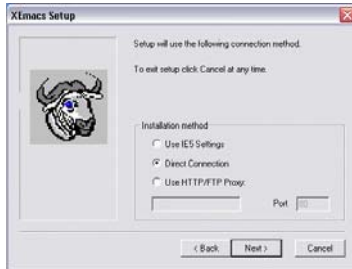 XEmacs Setup
Setup will use the following connection method.
To exit setup click Cancel at any time.
Installation method
Use IE5 Settings
Direct Connection
Use HTTP/FTP Proxy:
Port
80
< Back
Next >
Cancel